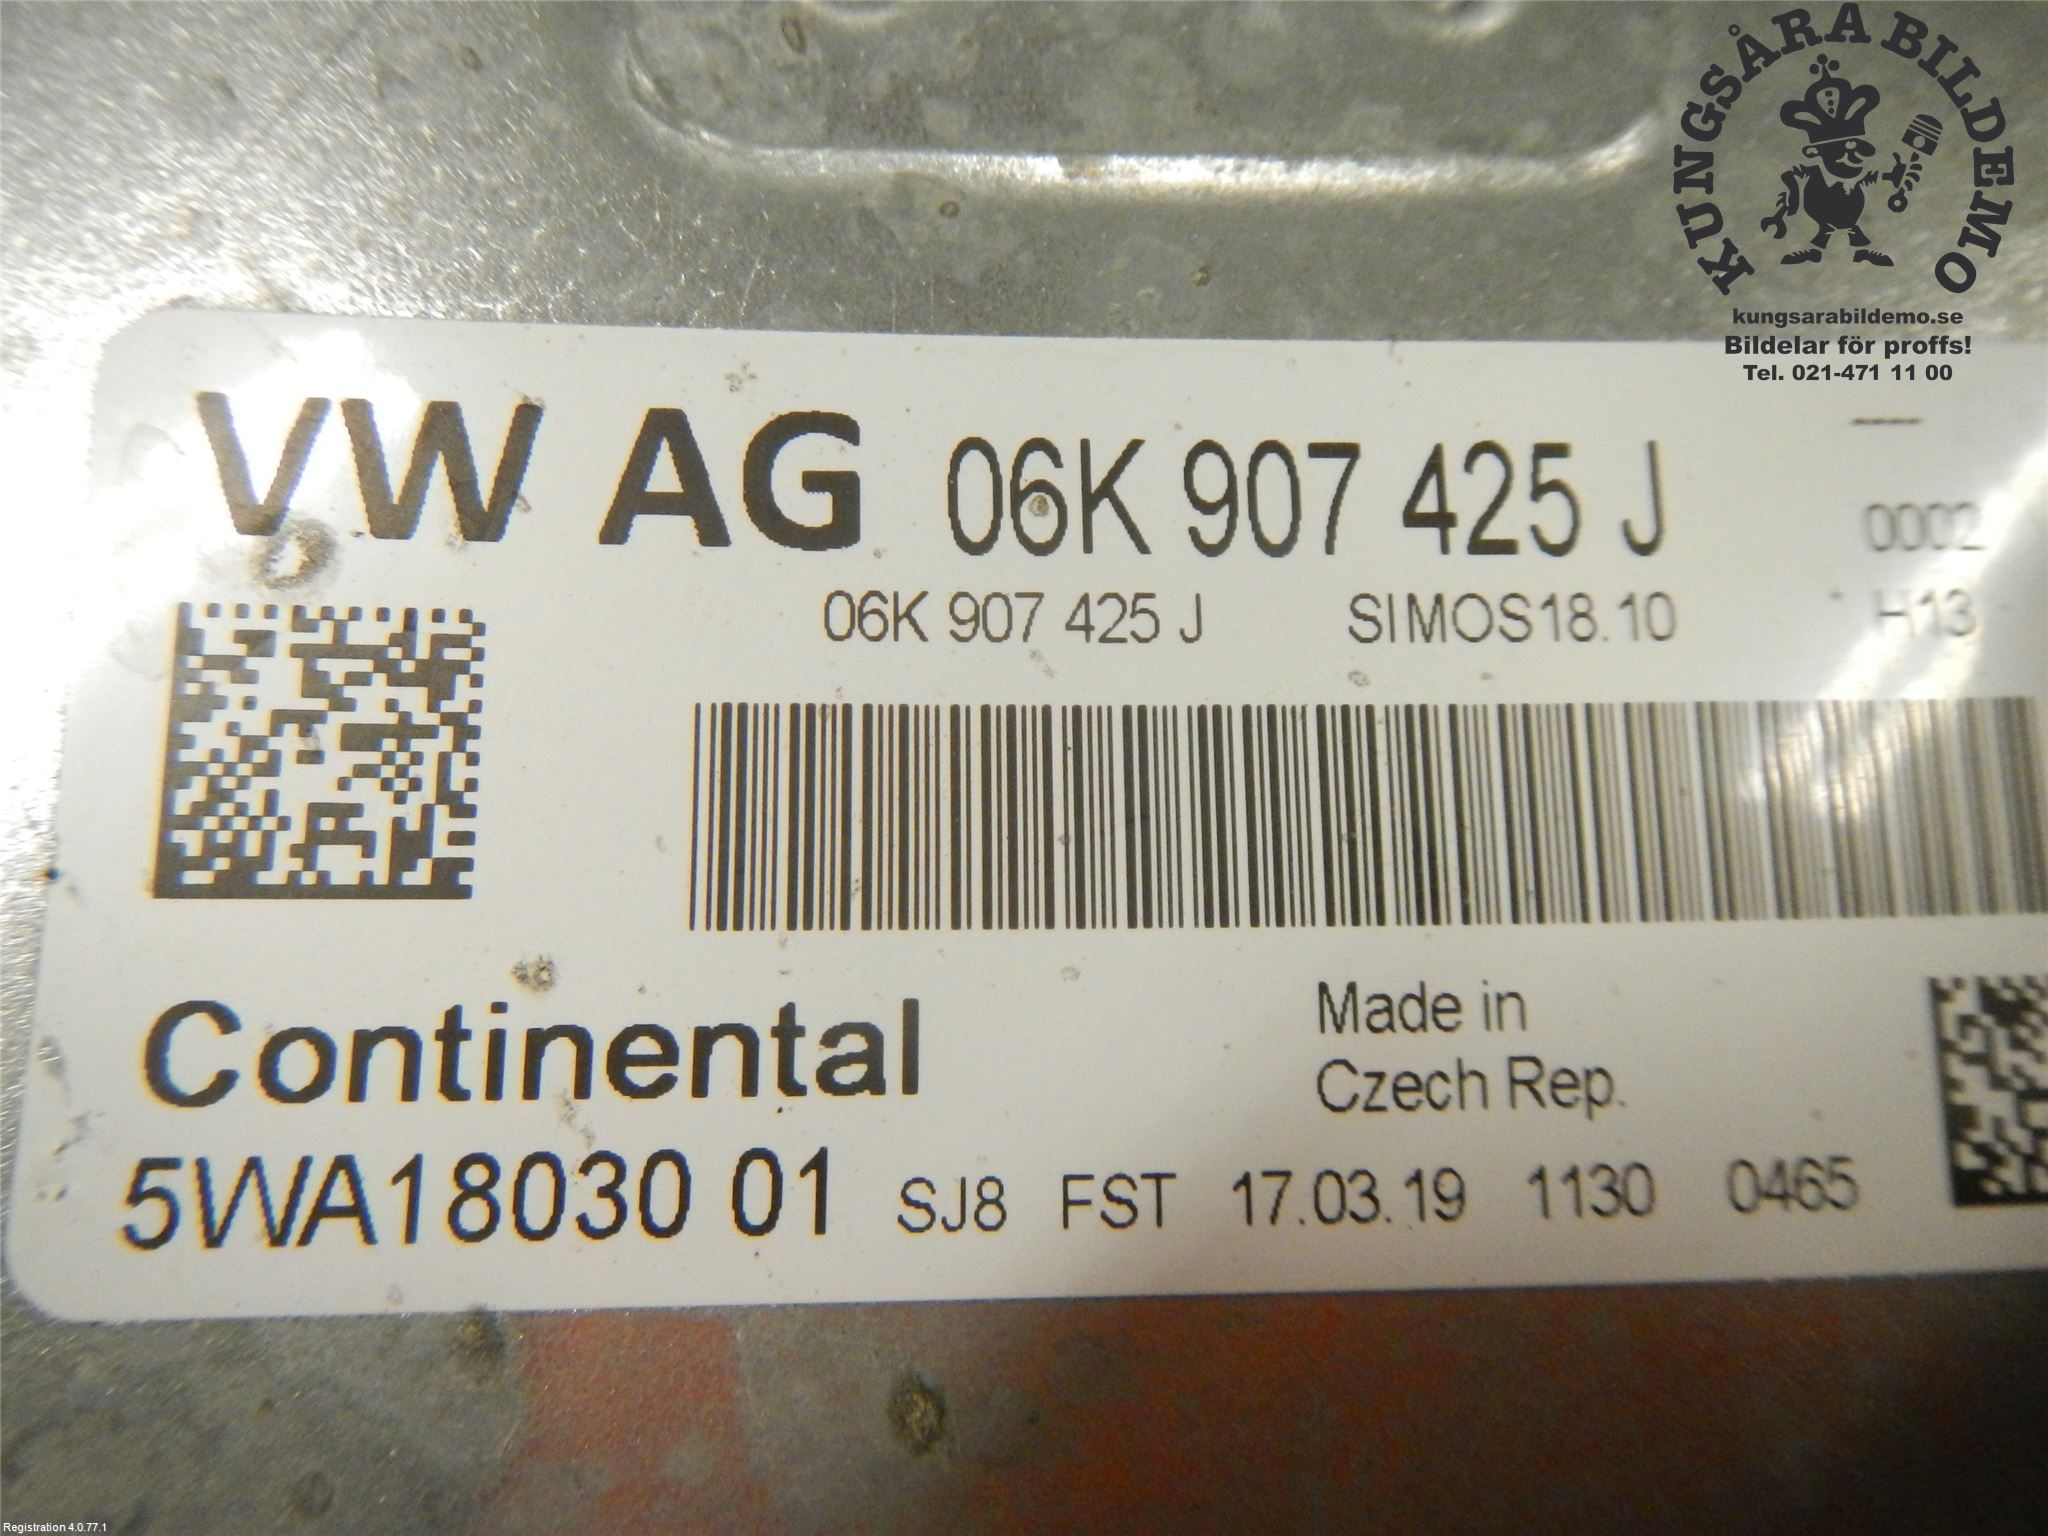 KUNGSÅRA BILDEMO
kungsarabildemo.se
Bildelar för proffs!
Tel. 021-471 11 00
VW AG 06K 907 425 J
0002
06K 907 425 J SIMOS18.10 H13
Continental
Made in
Czech Rep.
5WA18030 01 SJ8 FST 17.03.19 1130 0465
Registration 4.0.77.1